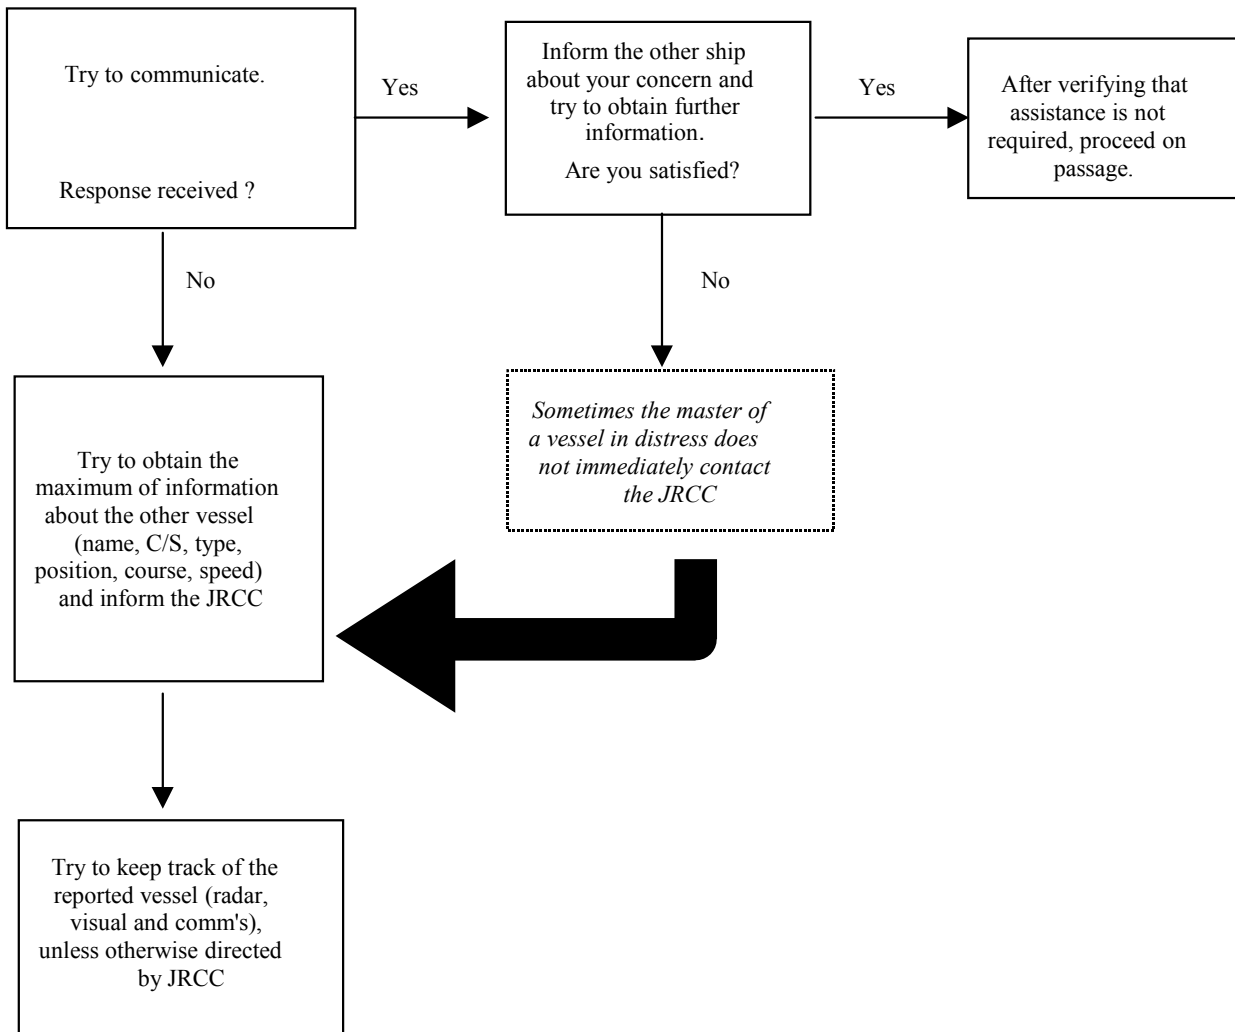 Try to communicate.
Response received ?
Yes
Inform the other ship
about your concern and
try to obtain further
information.
Are you satisfied?
Yes
After verifying that
assistance is not
required, proceed on
passage.
No
No
Sometimes the master of
a vessel in distress does
not immediately contact
the JRCC
Try to obtain the
maximum of information
about the other vessel
(name, C/S, type,
position, course, speed)
and inform the JRCC
Try to keep track of the
reported vessel (radar,
visual and comm's),
unless otherwise directed
by JRCC